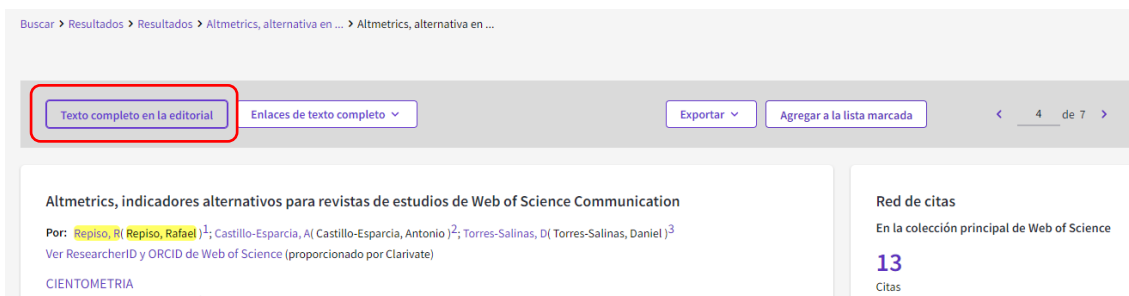 Buscar > Resultados > Resultados > Altmetrics, alternativa en ... > Altmetrics, alternativa en ...
Texto completo en la editorial
Enlaces de texto completo
Exportar
Agregar a la lista marcada
< 4 de 7 >
Altmetrics, indicadores alternativos para revistas de estudios de Web of Science Communication
Por: Repiso, R( Repiso, Rafael )1; Castillo-Esparcia, A( Castillo-Esparcia, Antonio )2; Torres-Salinas, D( Torres-Salinas, Daniel )3
Ver ResearcherID y ORCID de Web of Science (proporcionado por Clarivate)
CIENTOMETRIA
Red de citas
En la colección principal de Web of Science
13
Citas